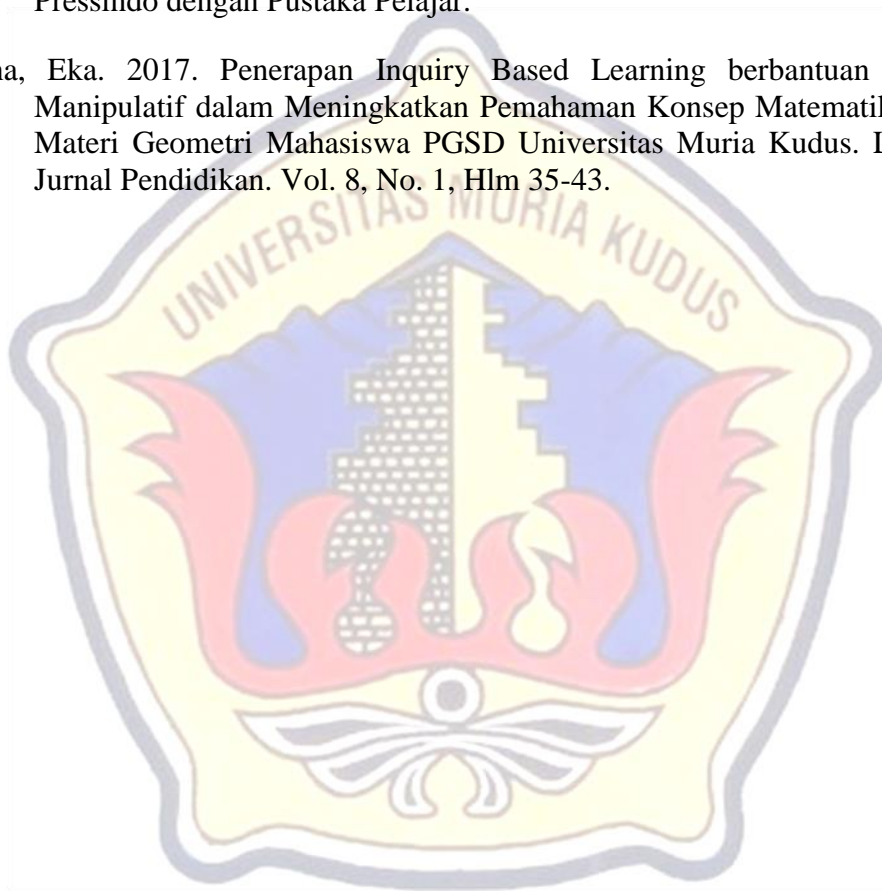 Pressindo dengan Pustaka Pelajar.
na, Eka. 2017. Penerapan Inquiry Based Learning berbantuan
Manipulatif dalam Meningkatkan Pemahaman Konsep Matemati
Materi Geometri Mahasiswa PGSD Universitas Muria Kudus.
Jurnal Pendidikan. Vol. 8, No. 1, Hlm 35-43.
UNIVERSITAS MURIA KUDUS